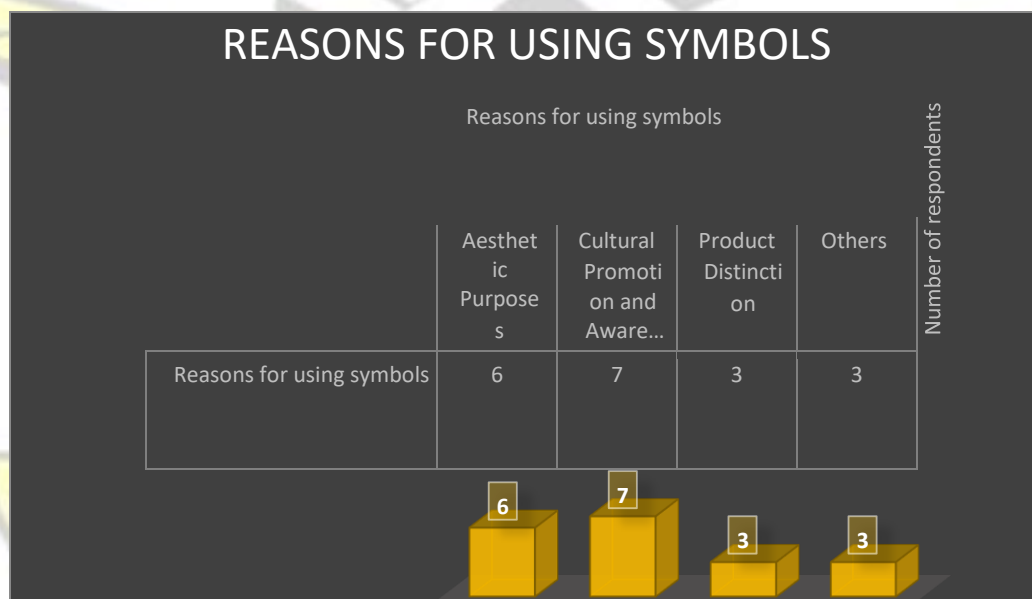 REASONS FOR USING SYMBOLS
Reasons for using symbols
Number of respondents
Aesthet
ic
Purpose
s
Cultural
Promoti
on and
Aware...
Product
Distincti
on
Others
Reasons for using symbols 6 7 3 3
6 7 3 3